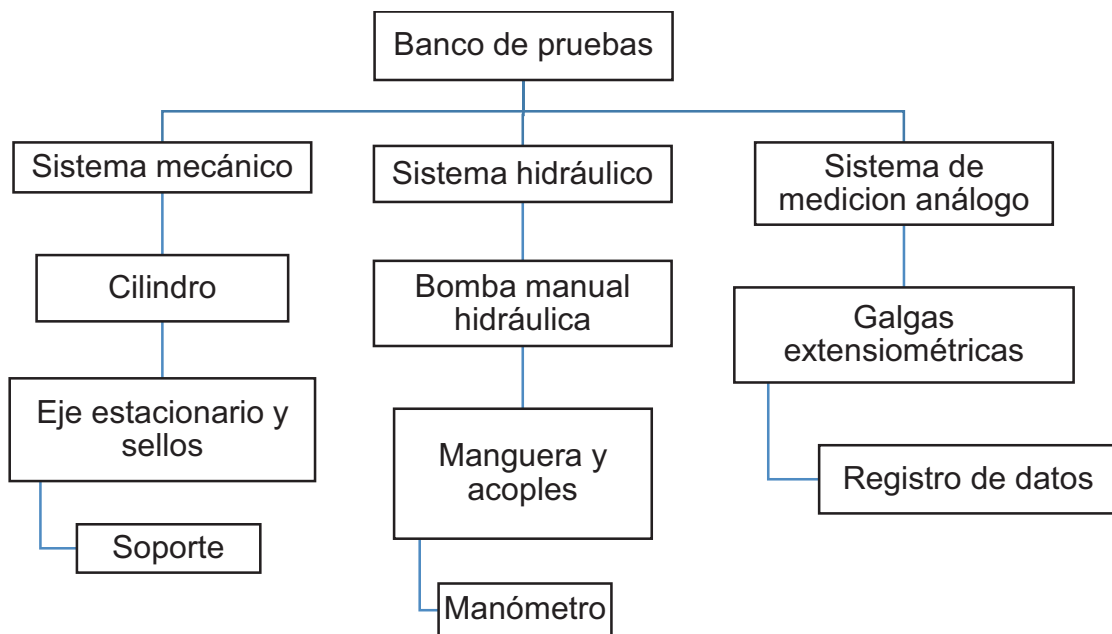 Banco de pruebas
Sistema mecánico
Cilindro
Eje estacionario y
sellos
Soporte
Sistema hidráulico
Bomba manual
hidráulica
Manguera y
acoples
Manómetro
Sistema de
medicion análogo
Galgas
extensiométricas
Registro de datos